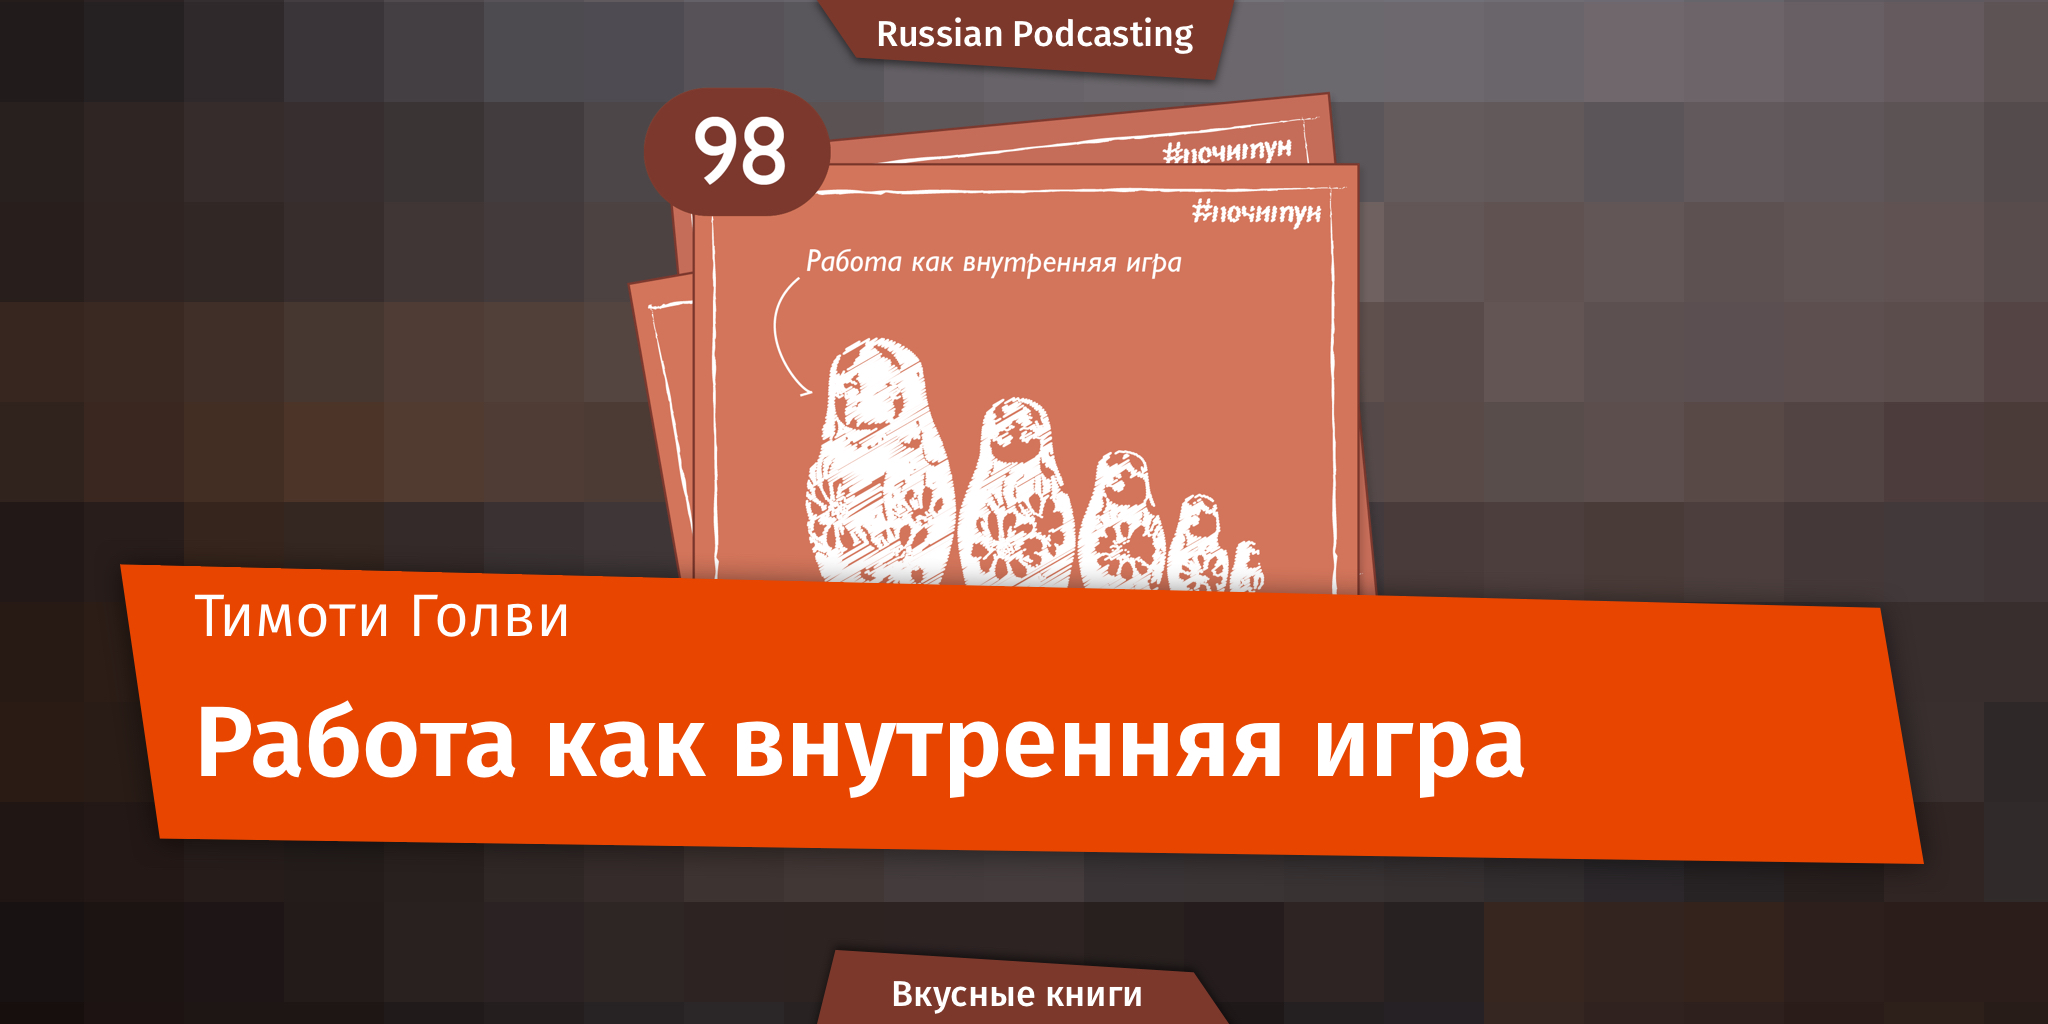 Russian Podcasting
98
#почитун
#почитун
Работа как внутренняя игра
Тимоти Голви
Работа как внутренняя игра
Вкусные книги